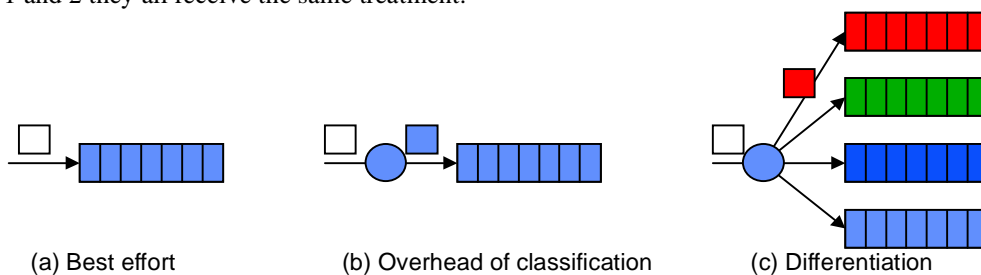 1 and 2 they all receive the same treatment.
(a) Best effort
(b) Overhead of classification
(c) Differentiation